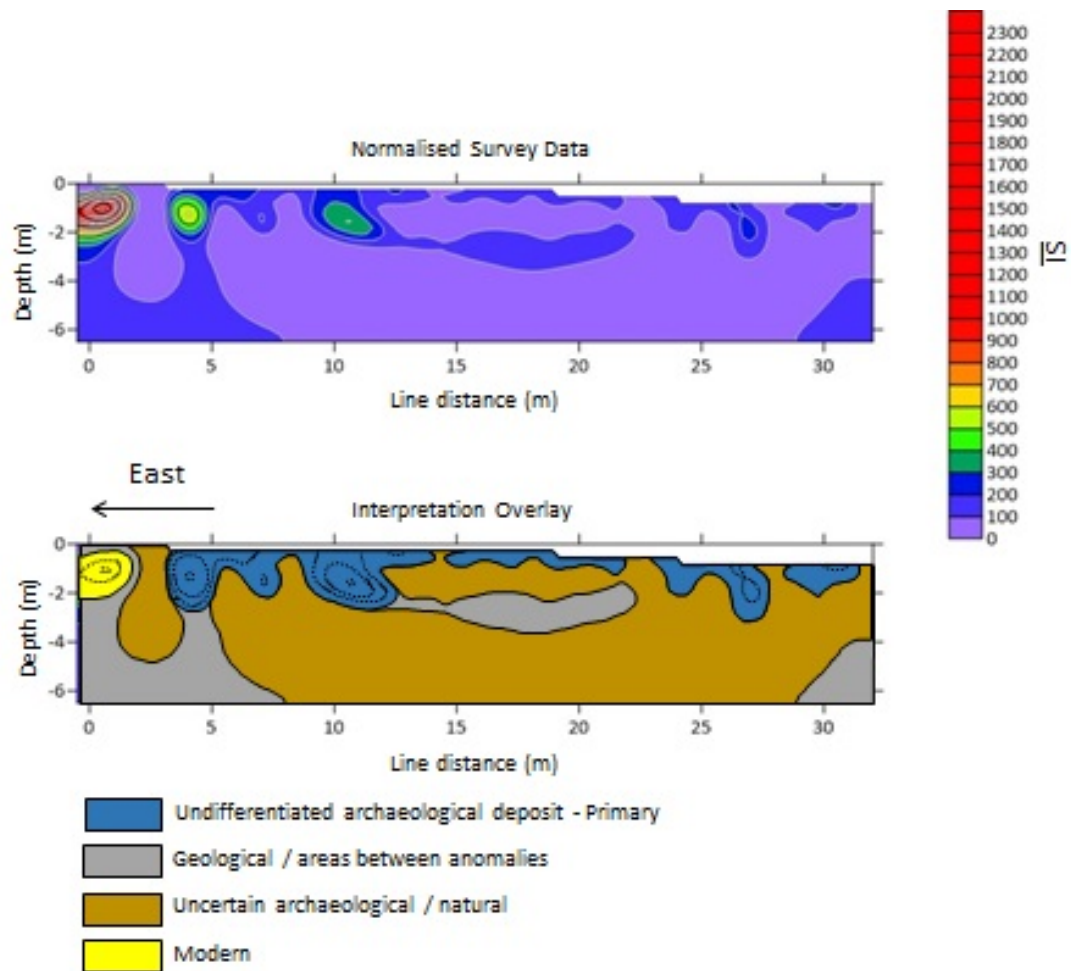 Normalised Survey Data
0
-2
-4
-6
Depth (m)
0 5 10 15 20 25 30
Line distance (m)
2300
2200
2100
2000
1900
1800
1700
1600
1500
1400
1300
1200
1100
1000
900
800
700
600
500
400
300
200
100
0
SI
East
Interpretation Overlay
0
-2
-4
-6
Depth (m)
0 5 10 15 20 25 30
Line distance (m)
Undifferentiated archaeological deposit - Primary
Geological / areas between anomalies
Uncertain archaeological / natural
Modern